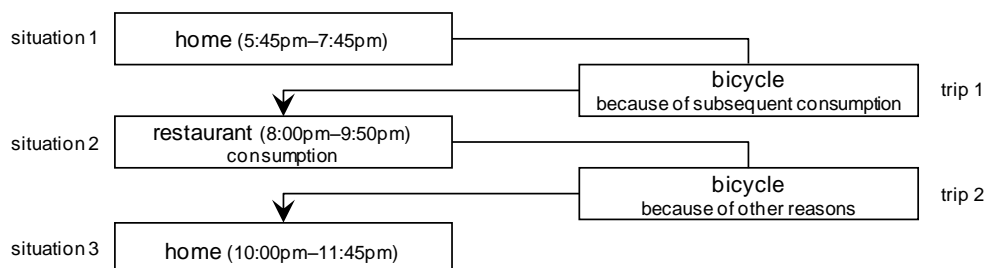 situation 1
home (5:45pm–7:45pm)
bicycle
because of subsequent consumption
trip 1
situation 2
restaurant (8:00pm–9:50pm)
consumption
bicycle
because of other reasons
trip 2
situation 3
home (10:00pm–11:45pm)